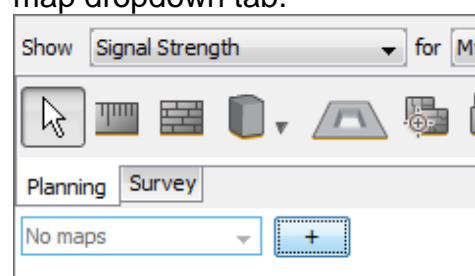 map dropdown tab.
Show Signal Strength for
Planning Survey
No maps +